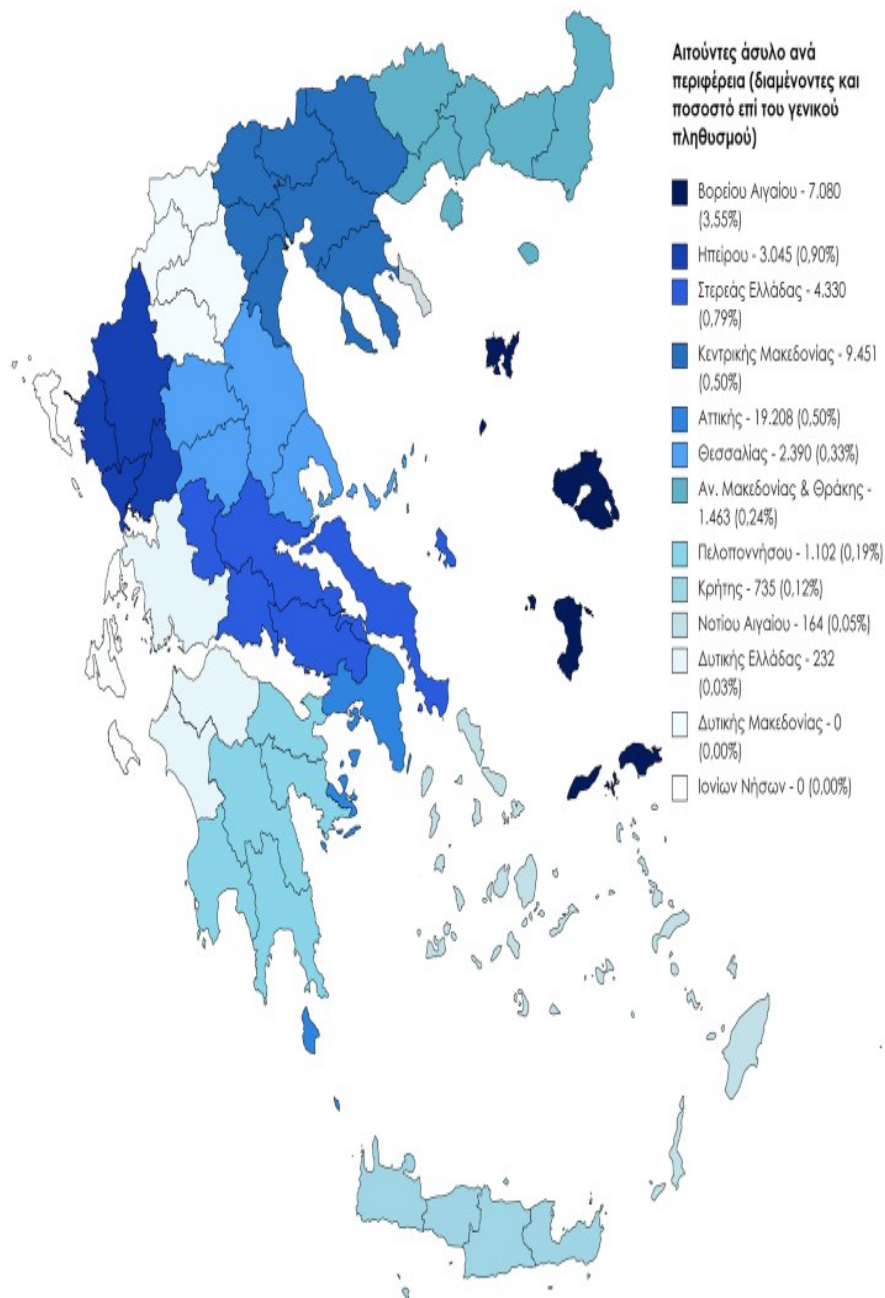 Αιτούντες άσυλο ανά
περιφέρεια (διαμένοντες και
ποσοστό επί του γενικού
πληθυσμού)
Βορείου Αιγαίου - 7.080
(3,55%)
Ηπείρου - 3.045 (0,90%)
Στερεάς Ελλάδας - 4.330
(0,79%)
Κεντρικής Μακεδονίας - 9.451
(0,50%)
Αττικής - 19.208 (0,50%)
Θεσσαλίας - 2.390 (0,33%)
Αν. Μακεδονίας & Θράκης -
1.463 (0,24%)
Πελοποννήσου - 1.102 (0,19%)
Κρήτης - 735 (0,12%)
Νοτίου Αιγαίου - 164 (0,05%)
Δυτικής Ελλάδας - 232
(0,03%)
Δυτικής Μακεδονίας - 0
(0,00%)
Ιονίων Νήσων - 0 (0,00%)